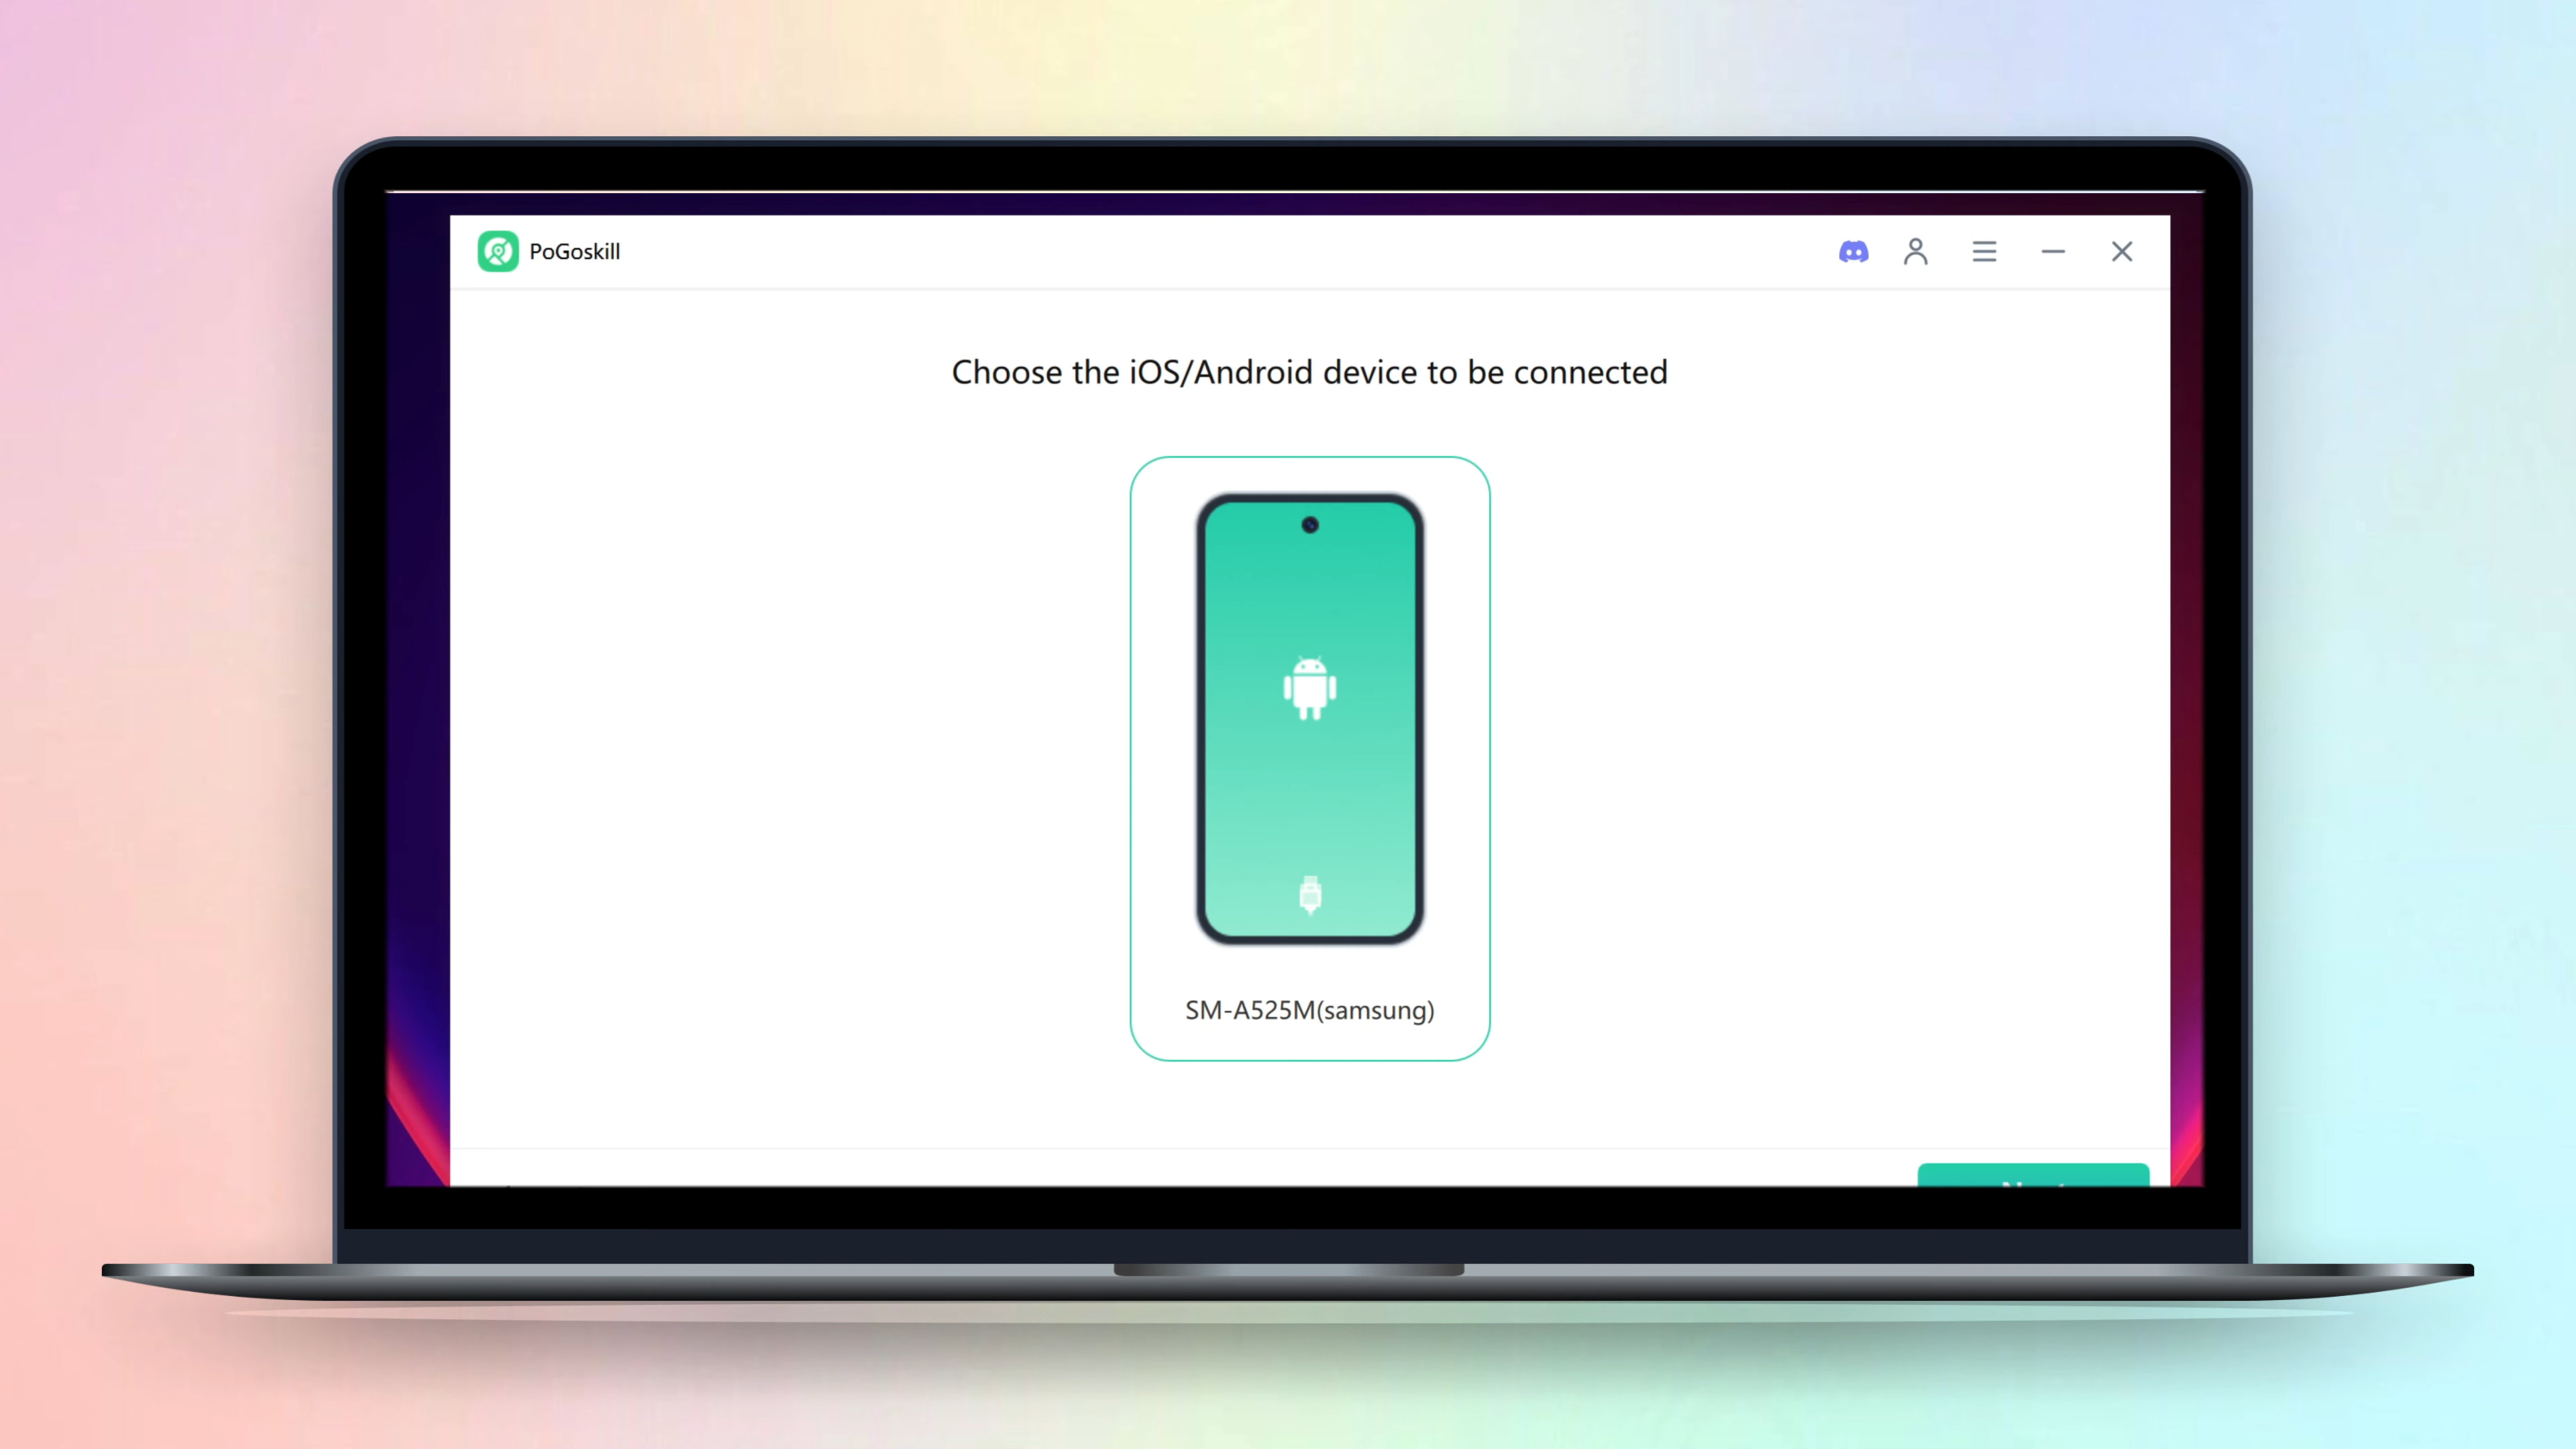 PoGoskill
Choose the iOS/Android device to be connected
SM-A525M(samsung)